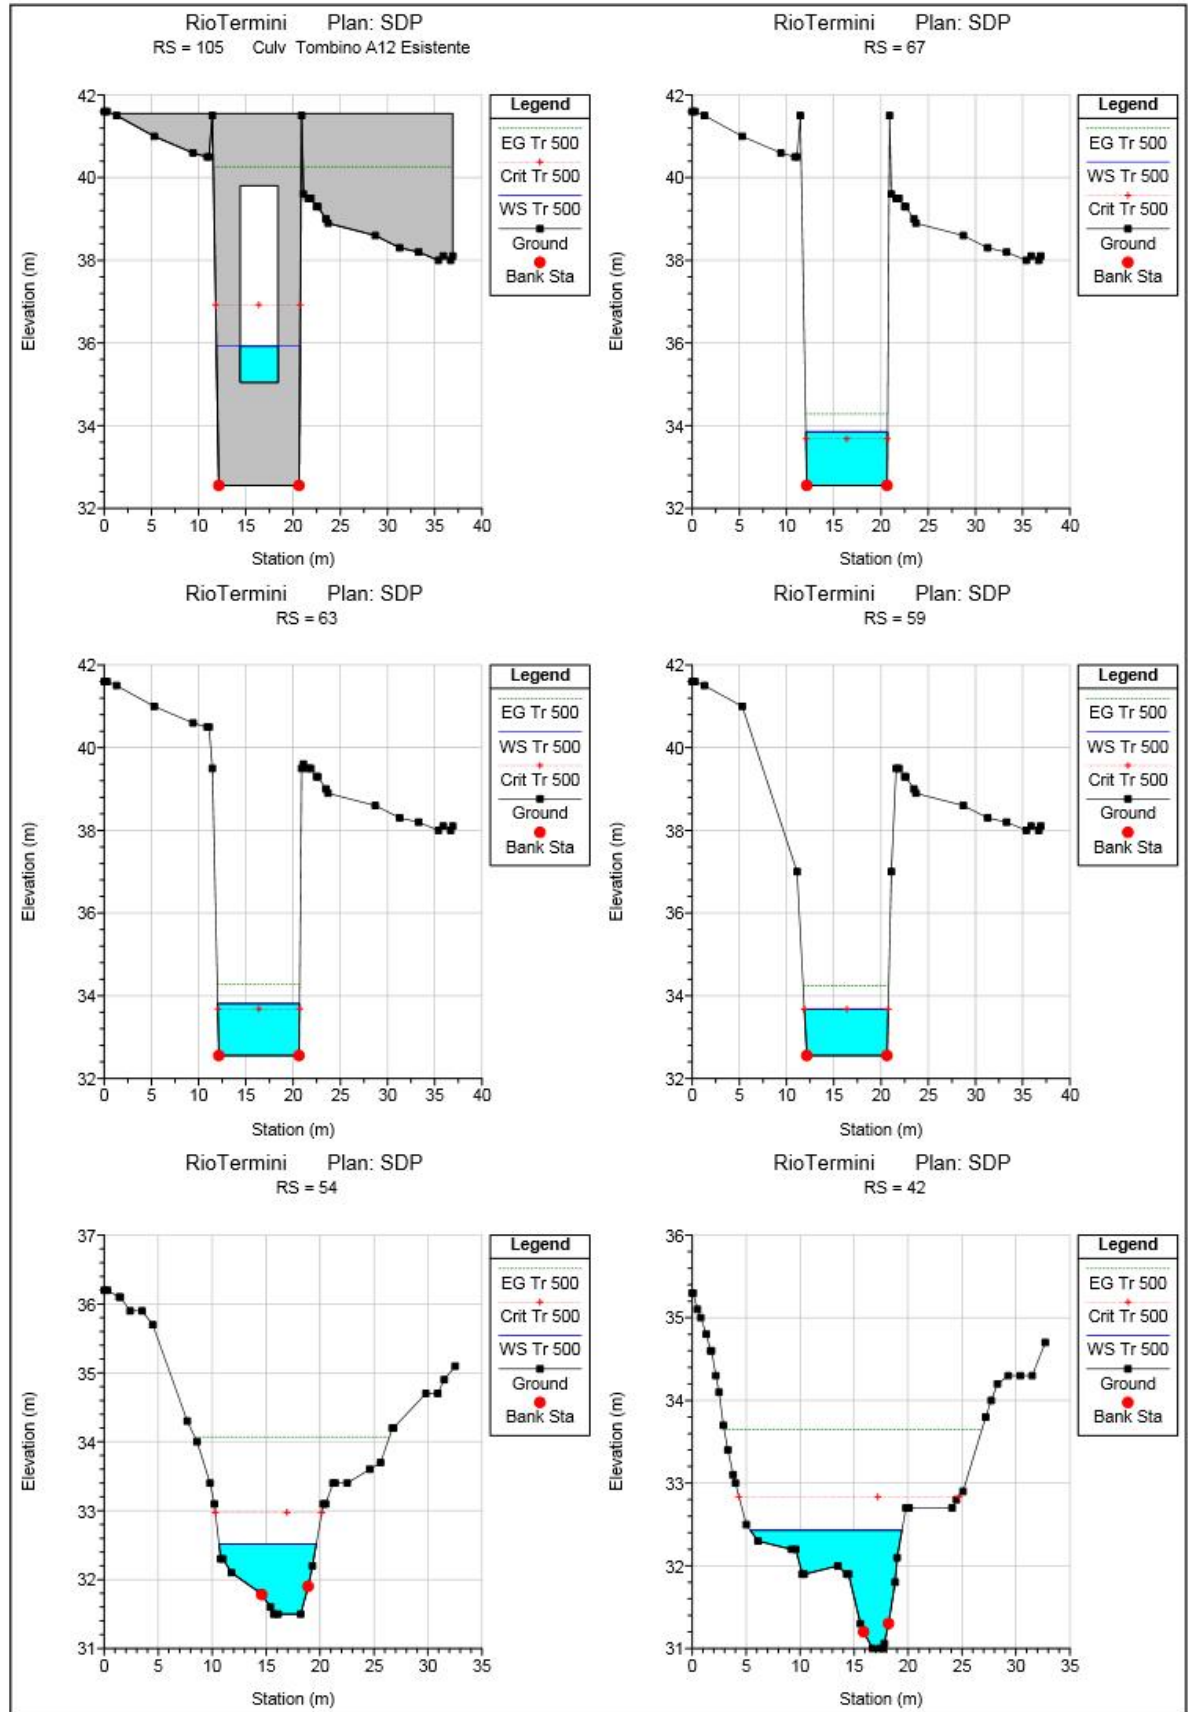 RioTermini Plan: SDP
RS = 105 Culv Tombino A12 Esistente
42
40
38
36
34
32
Elevation (m)
0 5 10 15 20 25 30 35 40
Station (m)
Legend
EG Tr 500
Crit Tr 500
WS Tr 500
Ground
Bank Sta
RioTermini Plan: SDP
RS = 67
42
40
38
36
34
32
Elevation (m)
0 5 10 15 20 25 30 35 40
Station (m)
Legend
EG Tr 500
WS Tr 500
Crit Tr 500
Ground
Bank Sta
RioTermini Plan: SDP
RS = 63
42
40
38
36
34
32
Elevation (m)
0 5 10 15 20 25 30 35 40
Station (m)
Legend
EG Tr 500
WS Tr 500
Crit Tr 500
Ground
Bank Sta
RioTermini Plan: SDP
RS = 59
42
40
38
36
34
32
Elevation (m)
0 5 10 15 20 25 30 35 40
Station (m)
Legend
EG Tr 500
WS Tr 500
Crit Tr 500
Ground
Bank Sta
RioTermini Plan: SDP
RS = 54
37
36
35
34
33
32
31
Elevation (m)
0 5 10 15 20 25 30 35
Station (m)
Legend
EG Tr 500
Crit Tr 500
WS Tr 500
Ground
Bank Sta
RioTermini Plan: SDP
RS = 42
36
35
34
33
32
31
Elevation (m)
0 5 10 15 20 25 30 35
Station (m)
Legend
EG Tr 500
Crit Tr 500
WS Tr 500
Ground
Bank Sta